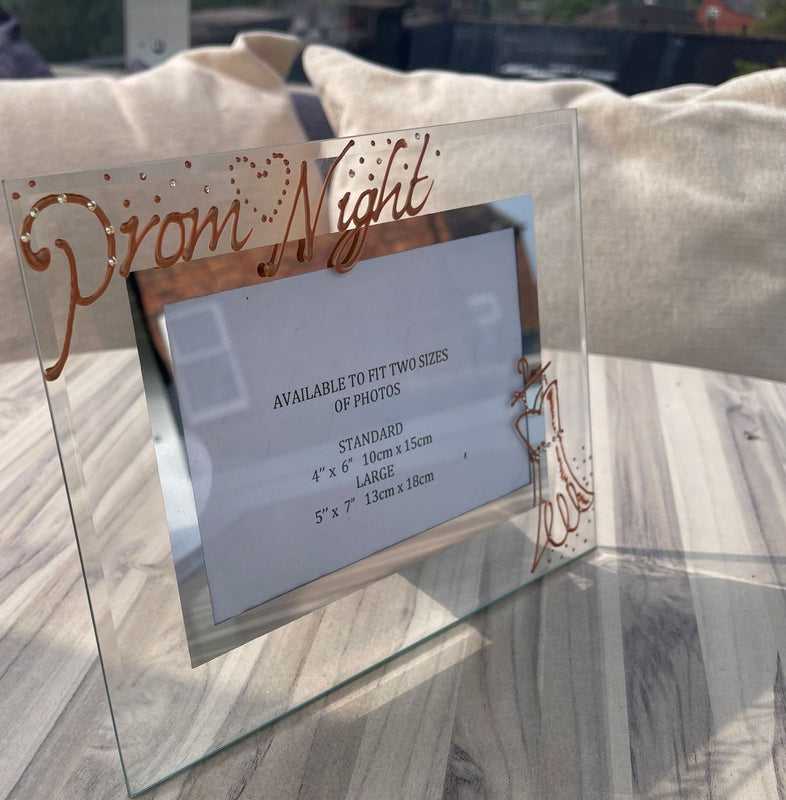 Prom Night
AVAILABLE TO FIT TWO SIZES
OF PHOTOS
STANDARD
4’’ x 6’’ 10cm x 15cm
LARGE
5’’ x 7’’ 13cm x 18cm